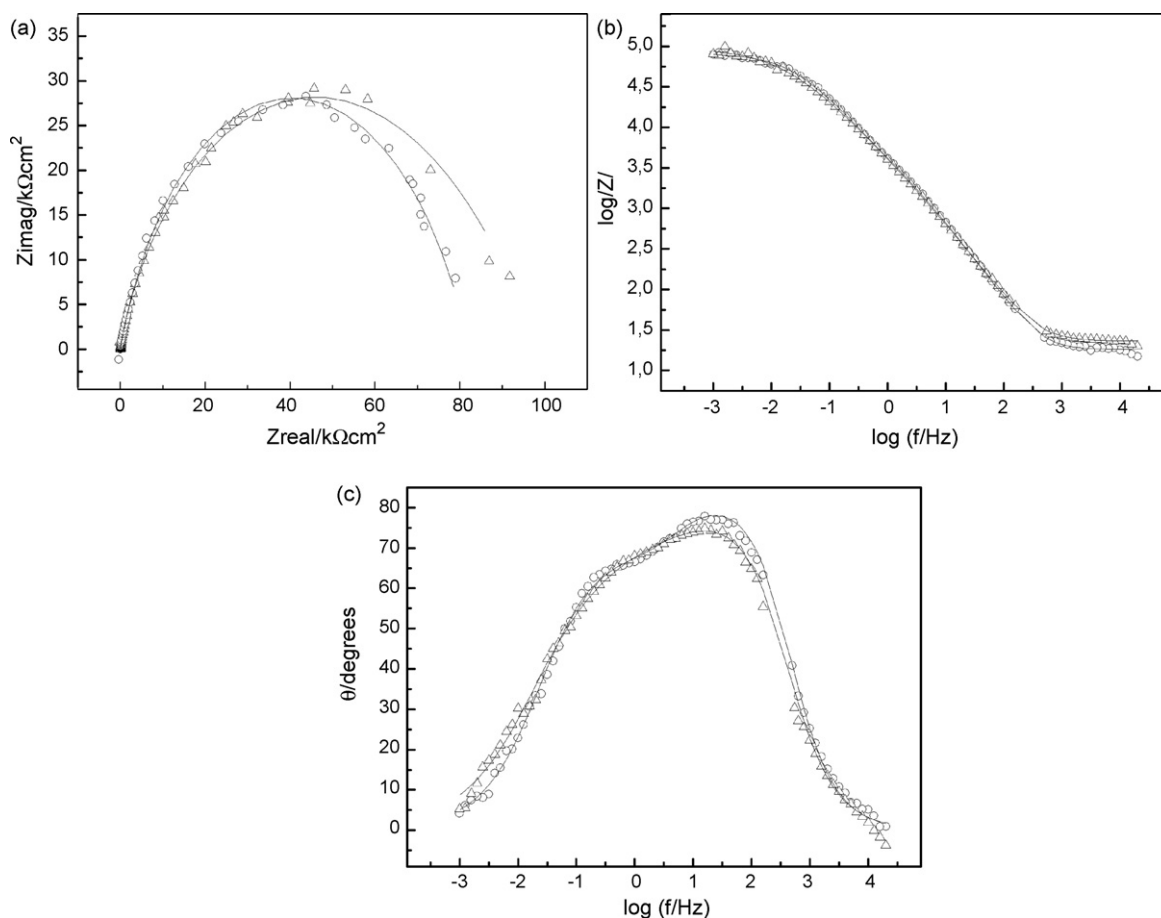 (a)
35
30
25
20
15
10
5
0
Zimag/kΩcm²
0 20 40 60 80 100
Zreal/kΩcm²
(b)
5,0
4,5
4,0
3,5
3,0
2,5
2,0
1,5
1,0
log/Z/
-3 -2 -1 0 1 2 3 4
log (f/Hz)
(c)
80
70
60
50
40
30
20
10
0
θ/degrees
-3 -2 -1 0 1 2 3 4
log (f/Hz)